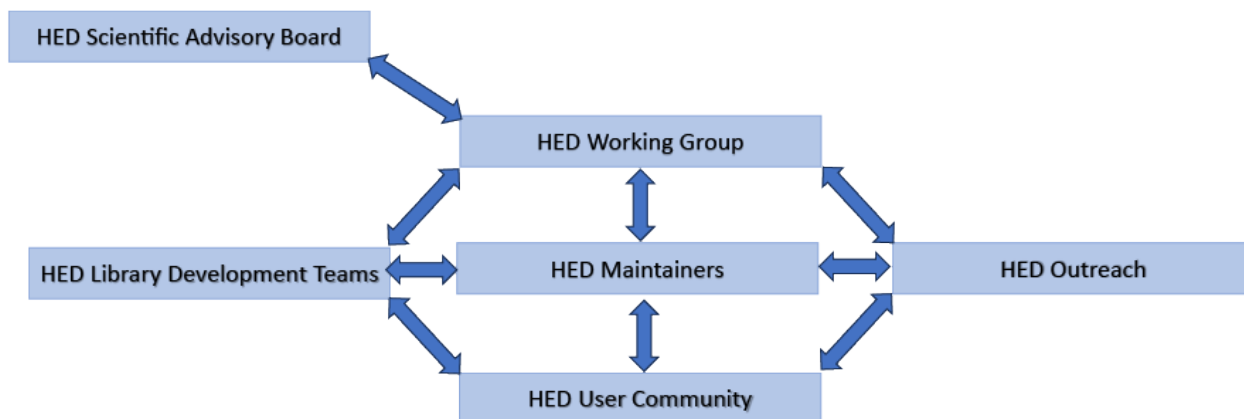 HED Scientific Advisory Board
HED Working Group
HED Library Development Teams
HED Maintainers
HED Outreach
HED User Community